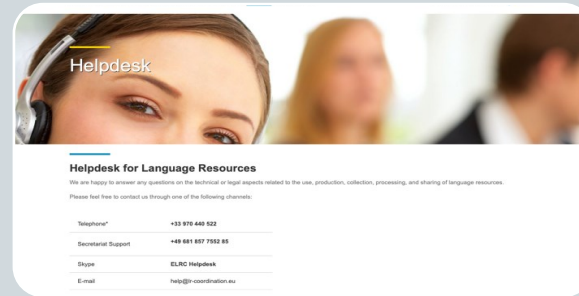 Helpdesk
Helpdesk for Language Resources
We are happy to answer any questions on the technical or legal aspects related to the use, production, collection, processing, and sharing of language resources.
Please feel free to contact us through one of the following channels:
Telephone* +33 970 440 522
Secretariat Support +49 681 857 7552 85
Skype ELRC Helpdesk
E-mail help@lr-coordination.eu